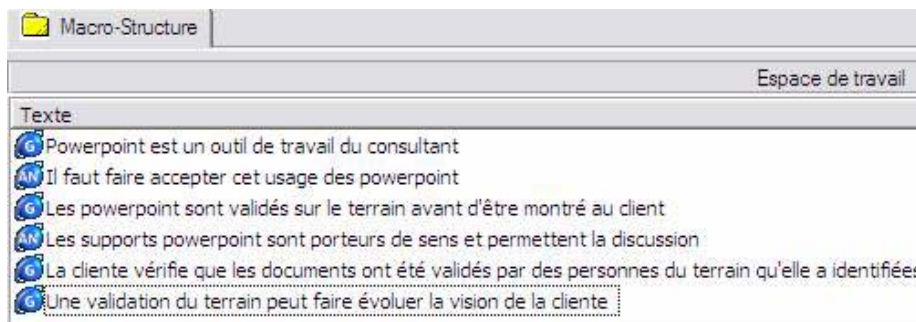 Macro-Structure
Espace de travail
Texte
G Powerpoint est un outil de travail du consultant
AN Il faut faire accepter cet usage des powerpoint
G Les powerpoint sont validés sur le terrain avant d'être montré au client
AN Les supports powerpoint sont porteurs de sens et permettent la discussion
G La cliente vérifie que les documents ont été validés par des personnes du terrain qu'elle a identifiées
G Une validation du terrain peut faire évoluer la vision de la cliente